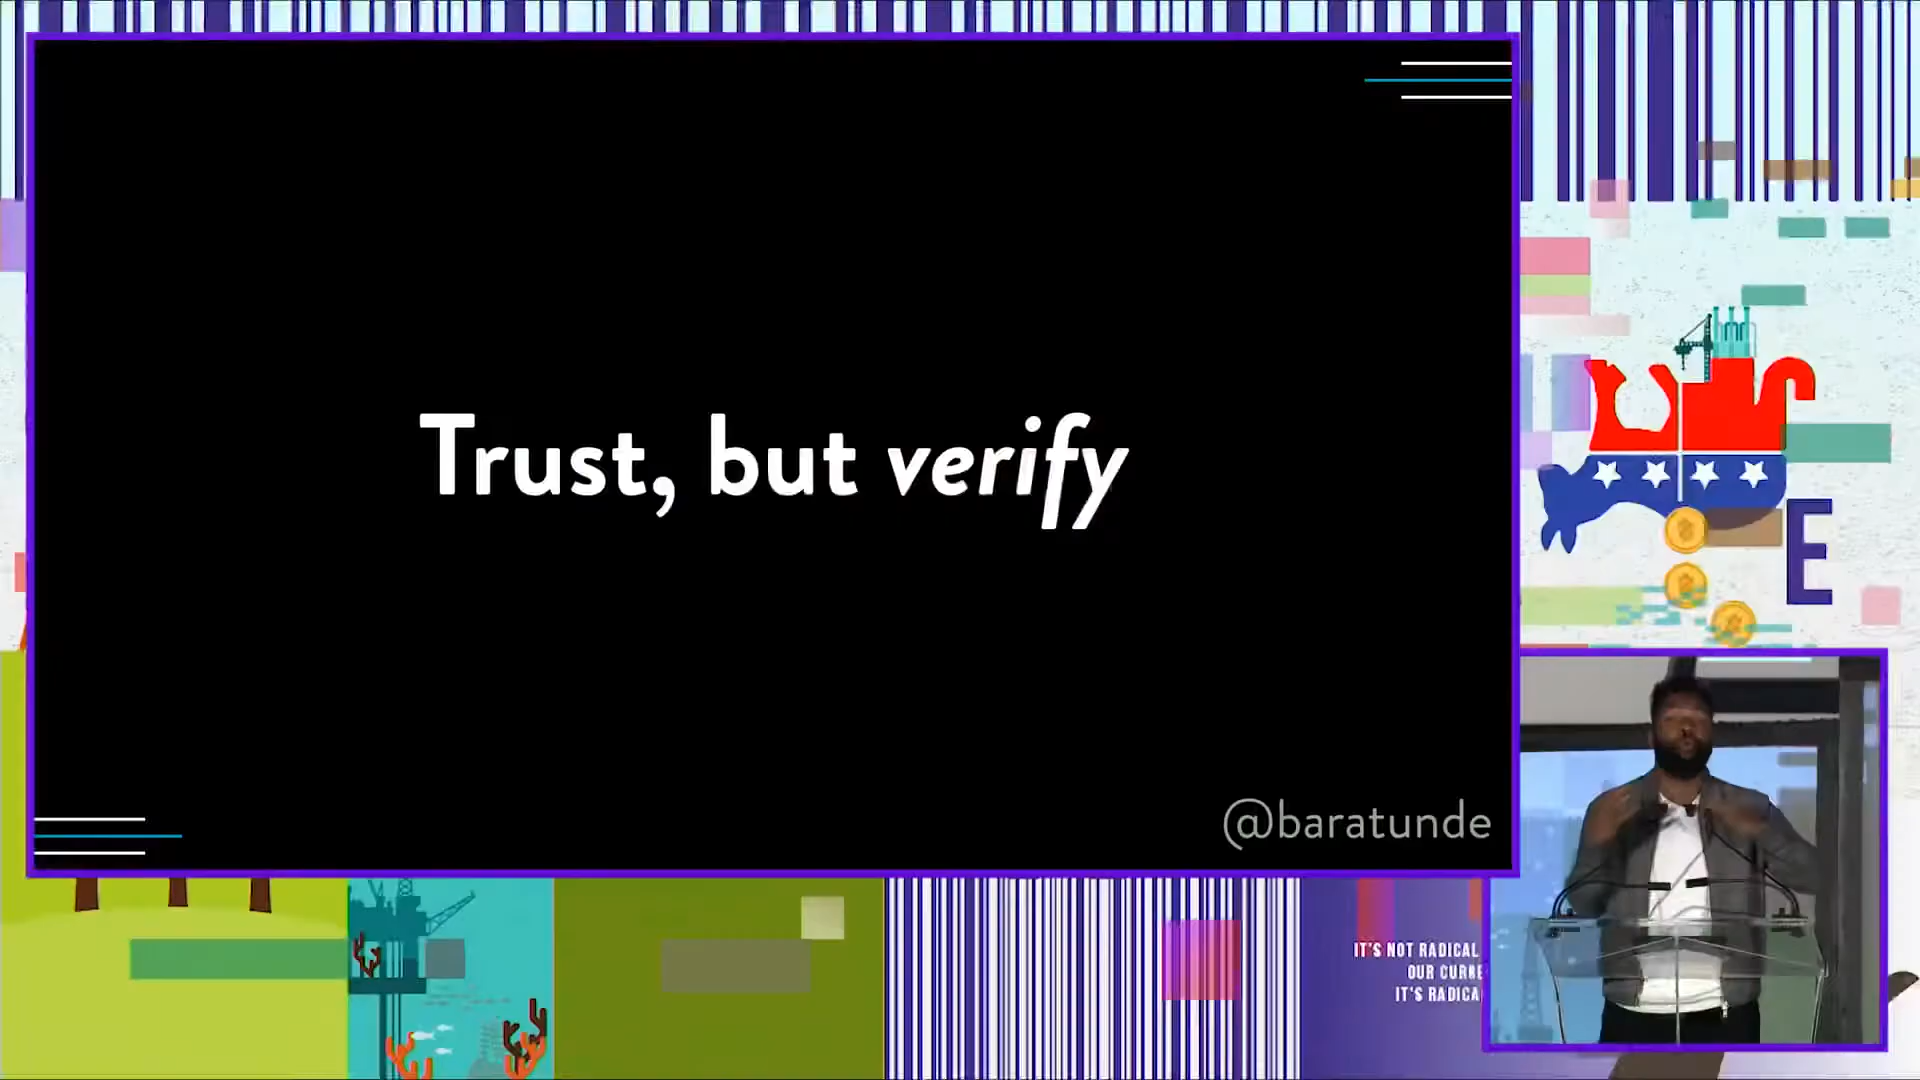 Trust, but verify
@baratunde
E
IT'S NOT RADICAL
OUR CURRE
IT'S RADICA